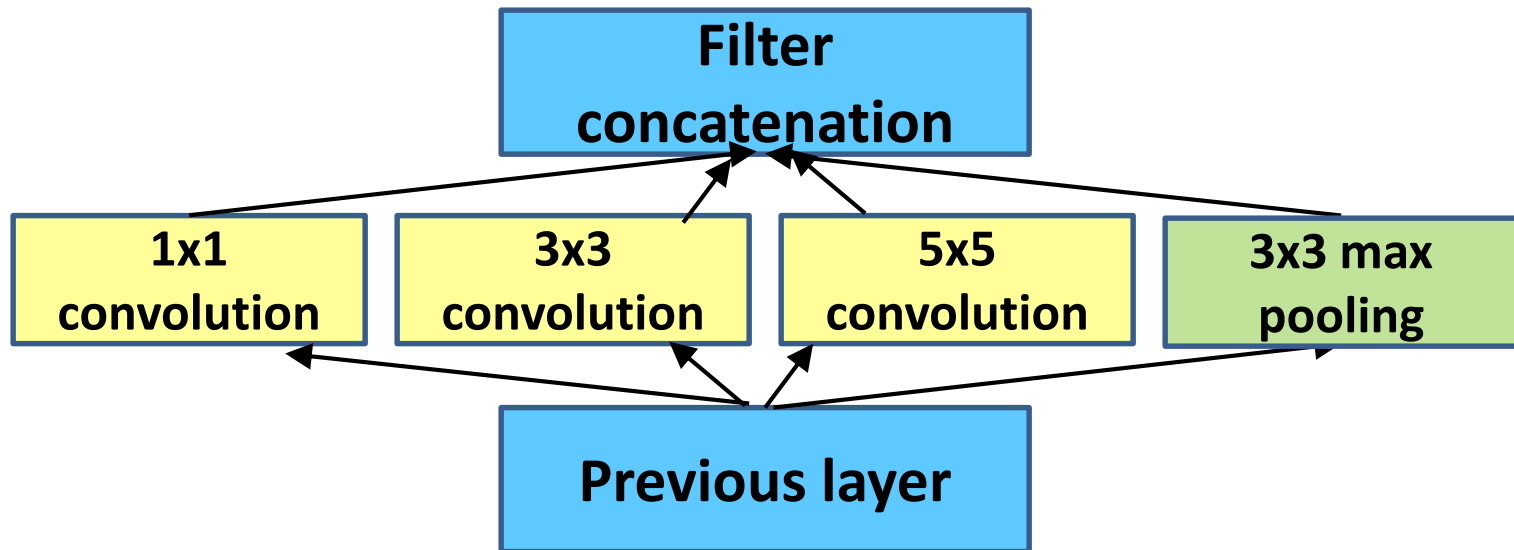 Filter
concatenation
1x1
convolution
3x3
convolution
5x5
convolution
3x3 max
pooling
Previous layer